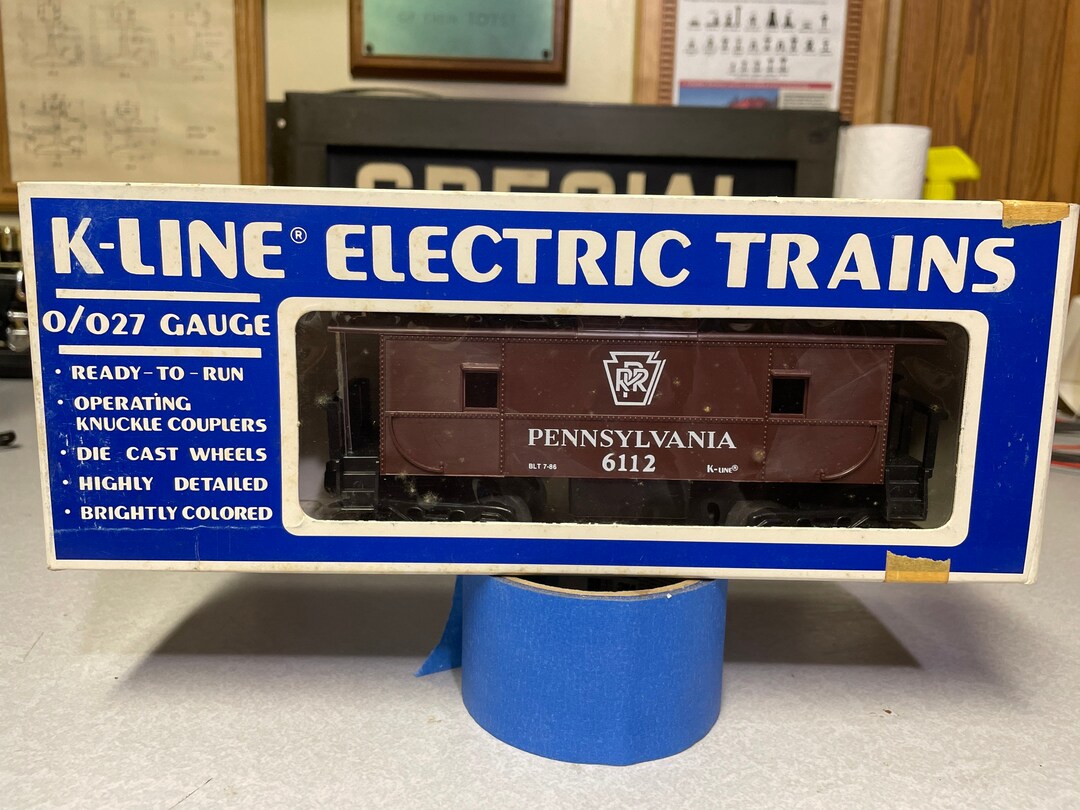 SPECIAL
K-LINE® ELECTRIC TRAINS
O/O27 GAUGE
· READY-TO-RUN
· OPERATING
KNUCKLE COUPLERS
· DIE CAST WHEELS
· HIGHLY DETAILED
· BRIGHTLY COLORED
PRR
PENNSYLVANIA
6112
BLT 7-86
K-LINE®